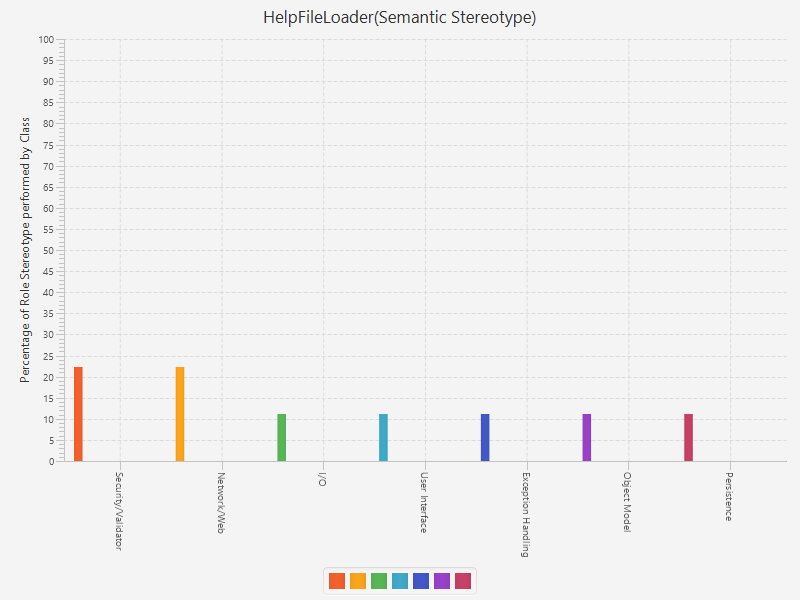 HelpFileLoader(Semantic Stereotype)
Percentage of Role Stereotype performed by Class
100
95
90
85
80
75
70
65
60
55
50
45
40
35
30
25
20
15
10
5
0
Security/Validator
Network/Web
I/O
User Interface
Exception Handling
Object Model
Persistence